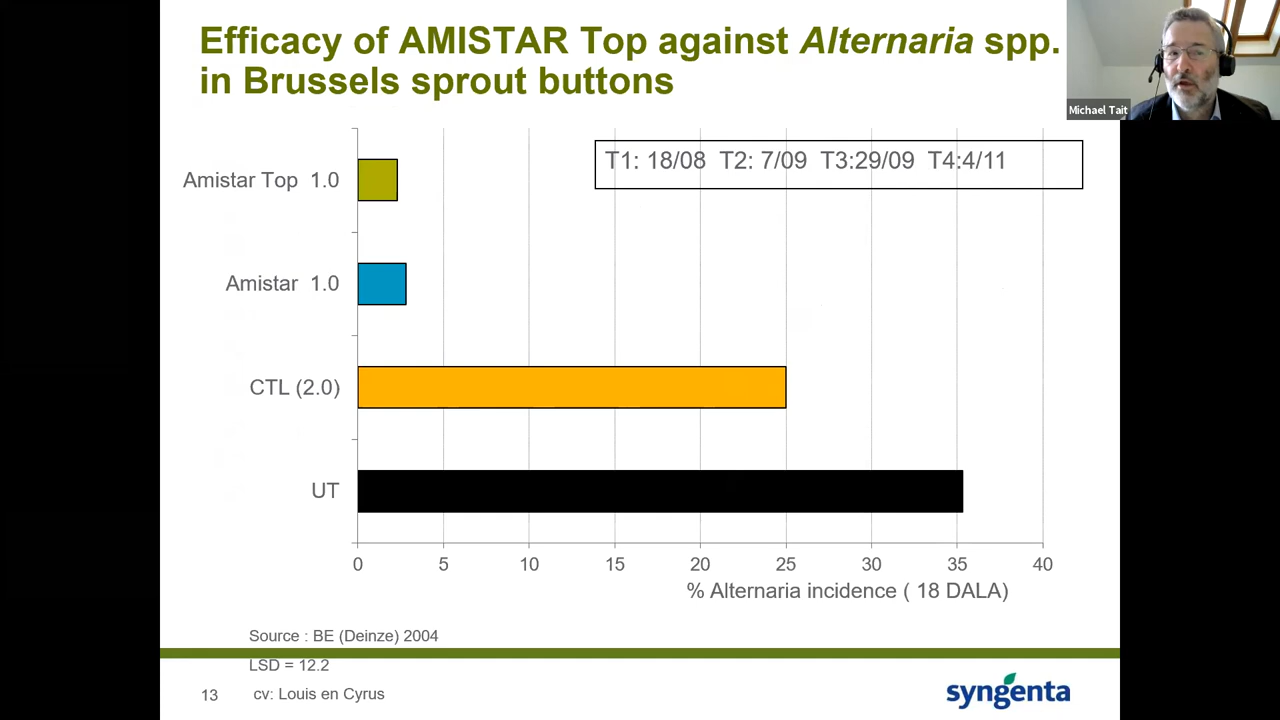 Efficacy of AMISTAR Top against Alternaria spp.
in Brussels sprout buttons
Michael Tait
T1: 18/08 T2: 7/09 T3:29/09 T4:4/11
Amistar Top 1.0
Amistar 1.0
CTL (2.0)
UT
0 5 10 15 20 25 30 35 40
% Alternaria incidence ( 18 DALA)
Source : BE (Deinze) 2004
LSD = 12.2
13 cv: Louis en Cyrus
syngenta